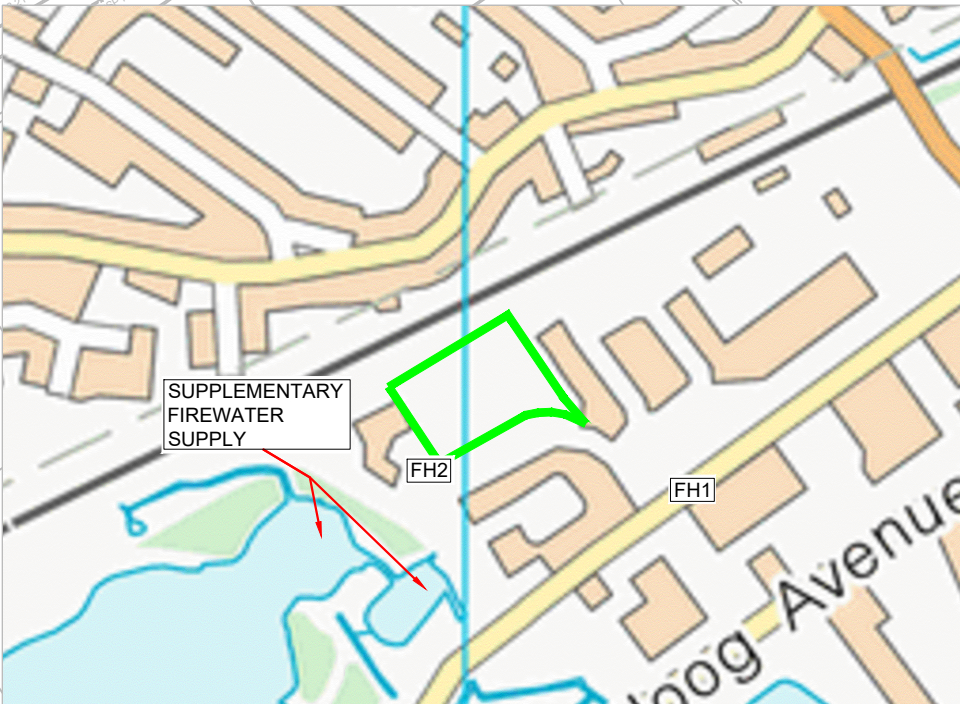 SUPPLEMENTARY
FIREWATER
SUPPLY
FH2
FH1
Avenue